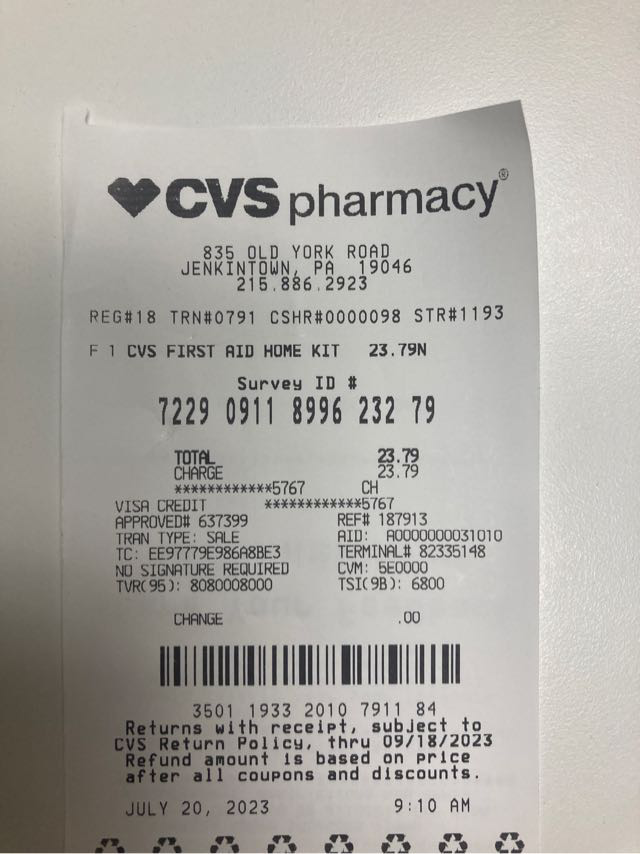 CVS pharmacy®
835 OLD YORK ROAD
JENKINTOWN, PA 19046
215.886.2923
REG#18 TRN#0791 CSHR#0000098 STR#1193
F 1 CVS FIRST AID HOME KIT 23.79N
Survey ID #
7229 0911 8996 232 79
TOTAL 23.79
CHARGE 23.79
************5767 CH
VISA CREDIT ************5767
APPROVED# 637399 REF# 187913
TRAN TYPE: SALE AID: A0000000031010
TC: EE97779E986A8BE3 TERMINAL# 82335148
NO SIGNATURE REQUIRED CVM: 5E0000
TVR(95): 8080008000 TSI(9B): 6800
CHANGE .00
3501 1933 2010 7911 84
Returns with receipt, subject to
CVS Return Policy, thru 09/18/2023
Refund amount is based on price
after all coupons and discounts.
JULY 20, 2023 9:10 AM